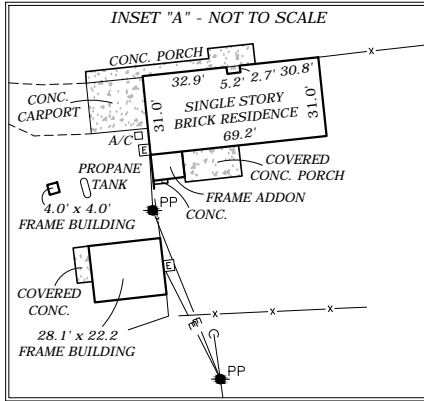 INSET "A" - NOT TO SCALE
CONC. PORCH
x
32.9'
5.2'
2.7'
30.8'
CONC.
CARPORT
31.0'
SINGLE STORY
BRICK RESIDENCE
31.0'
69.2'
A/C
E
PROPANE
TANK
COVERED
CONC. PORCH
FRAME ADDON
CONC.
4.0' x 4.0'
FRAME BUILDING
PP
E
COVERED
CONC.
28.1' x 22.2
FRAME BUILDING
x
x
x
E
E
G
PP